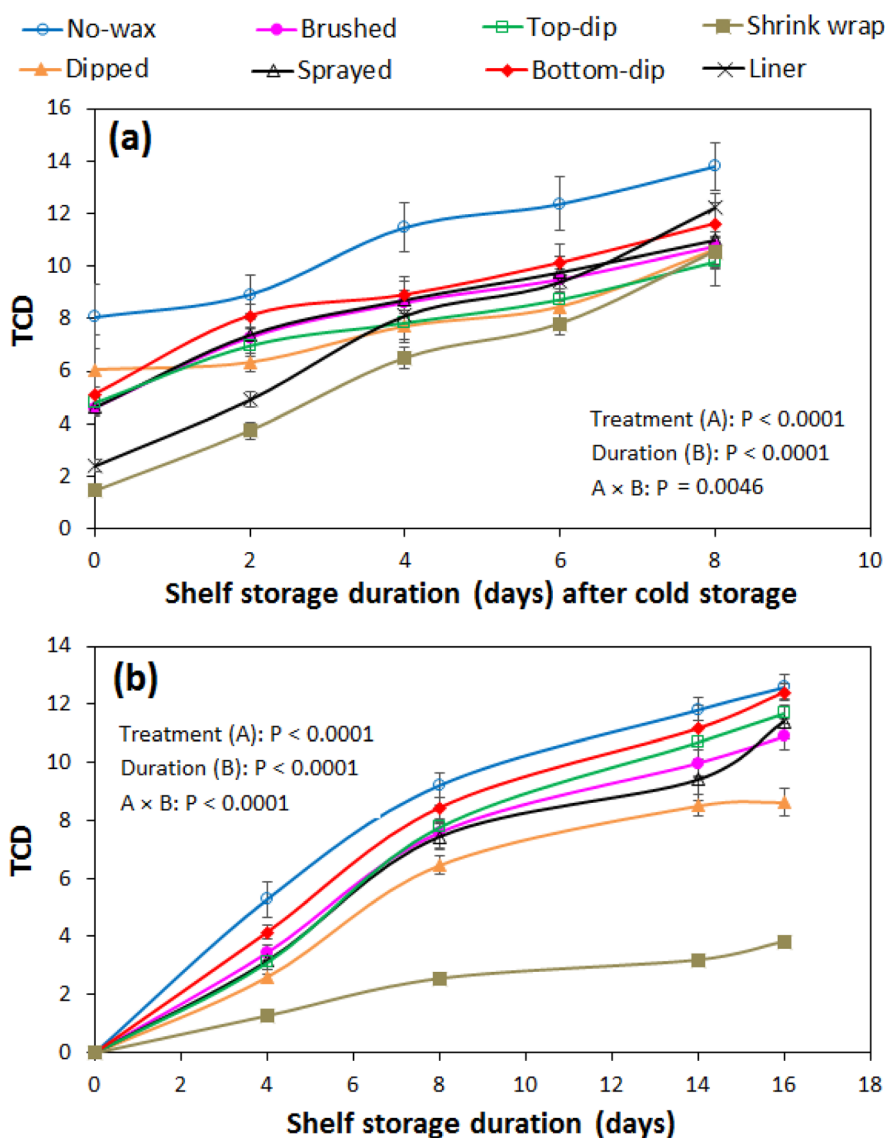 No-wax Brushed Top-dip Shrink wrap
Dipped Sprayed Bottom-dip Liner
(a)
TCD
16
14
12
10
8
6
4
2
0
Treatment (A): P < 0.0001
Duration (B): P < 0.0001
A × B: P = 0.0046
0 2 4 6 8 10
Shelf storage duration (days) after cold storage
(b)
TCD
14
12
10
8
6
4
2
0
Treatment (A): P < 0.0001
Duration (B): P < 0.0001
A × B: P < 0.0001
0 2 4 6 8 10 12 14 16 18
Shelf storage duration (days)